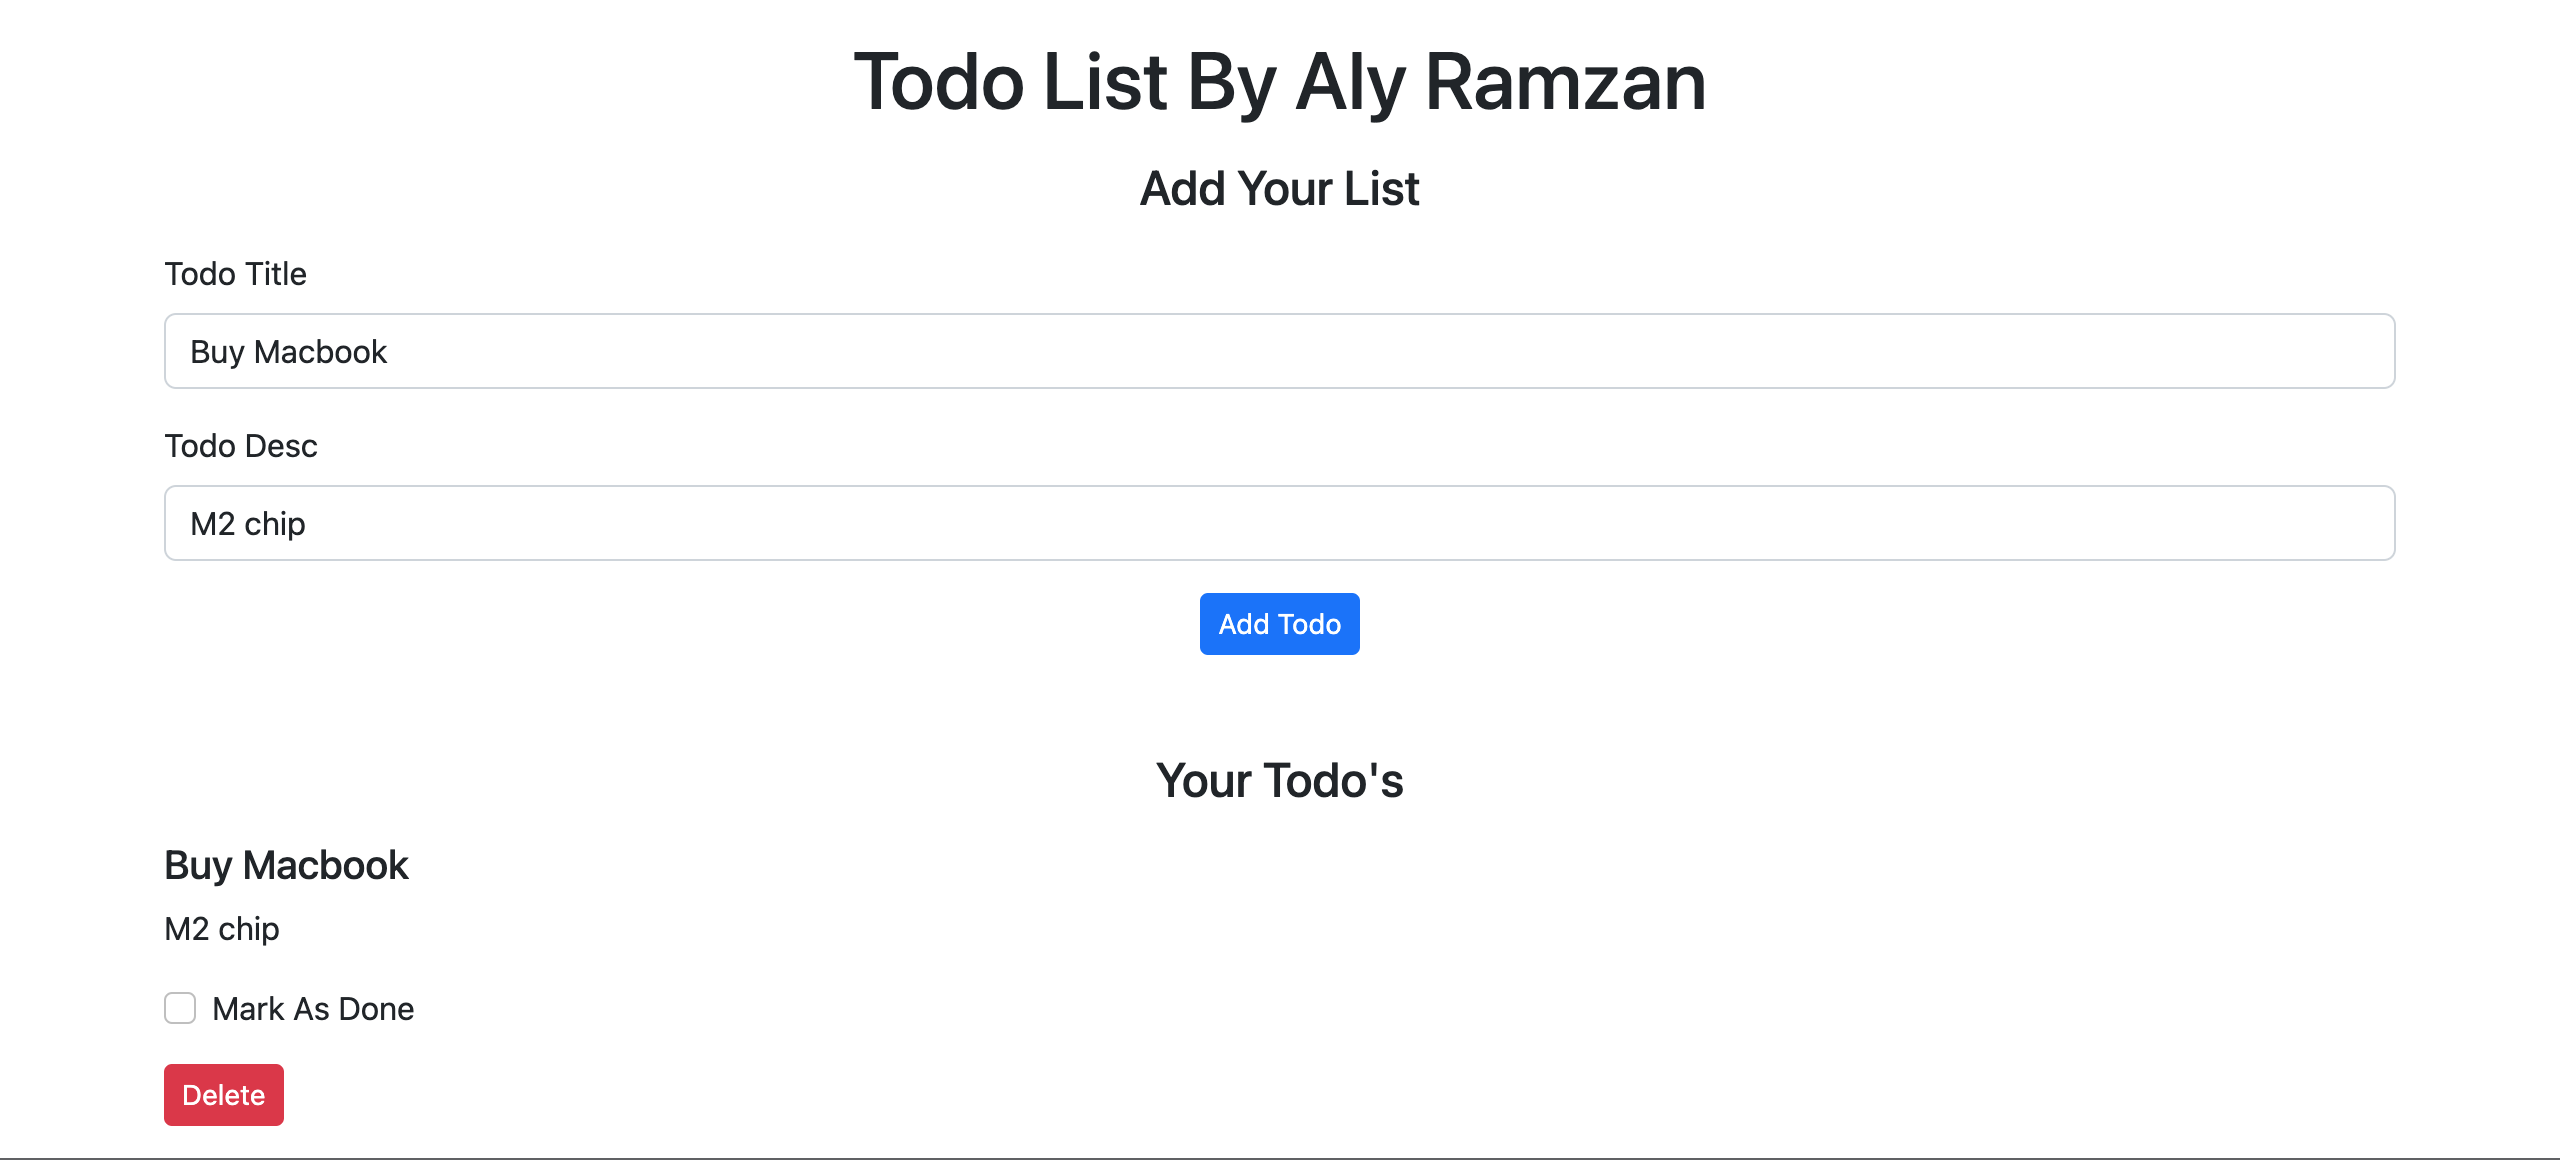 Todo List By Aly Ramzan
Add Your List
Todo Title
Buy Macbook
Todo Desc
M2 chip
Add Todo
Your Todo's
Buy Macbook
M2 chip
Mark As Done
Delete